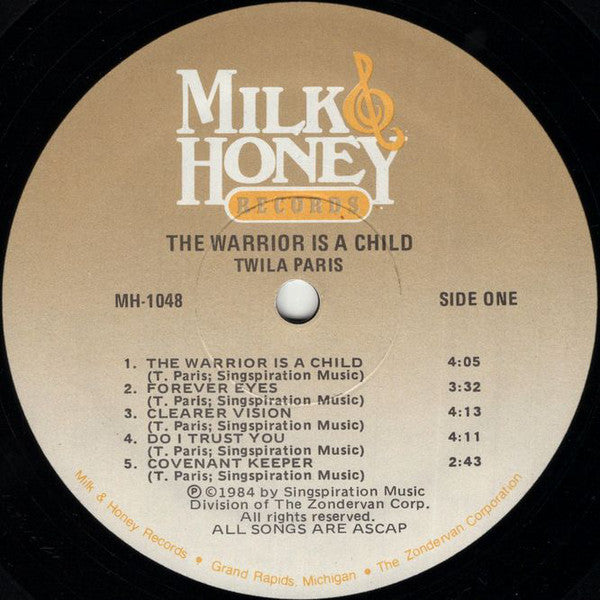 MILK &
HONEY
RECORDS
THE WARRIOR IS A CHILD
TWILA PARIS
MH-1048 SIDE ONE
1. THE WARRIOR IS A CHILD 4:05
(T. Paris; Singspiration Music)
2. FOREVER EYES 3:32
(T. Paris; Singspiration Music)
3. CLEARER VISION 4:13
(T. Paris; Singspiration Music)
4. DO I TRUST YOU 4:11
(T. Paris; Singspiration Music)
5. COVENANT KEEPER 2:43
(T. Paris; Singspiration Music)
Ⓟ©1984 by Singspiration Music
Division of The Zondervan Corp.
All rights reserved.
ALL SONGS ARE ASCAP
Milk & Honey Records • Grand Rapids, Michigan • The Zondervan Corporation